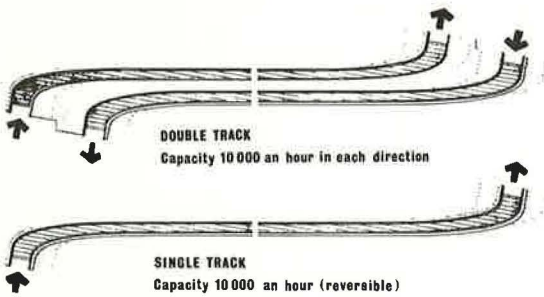 DOUBLE TRACK
Capacity 10 000 an hour in each direction
SINGLE TRACK
Capacity 10 000 an hour (reversible)